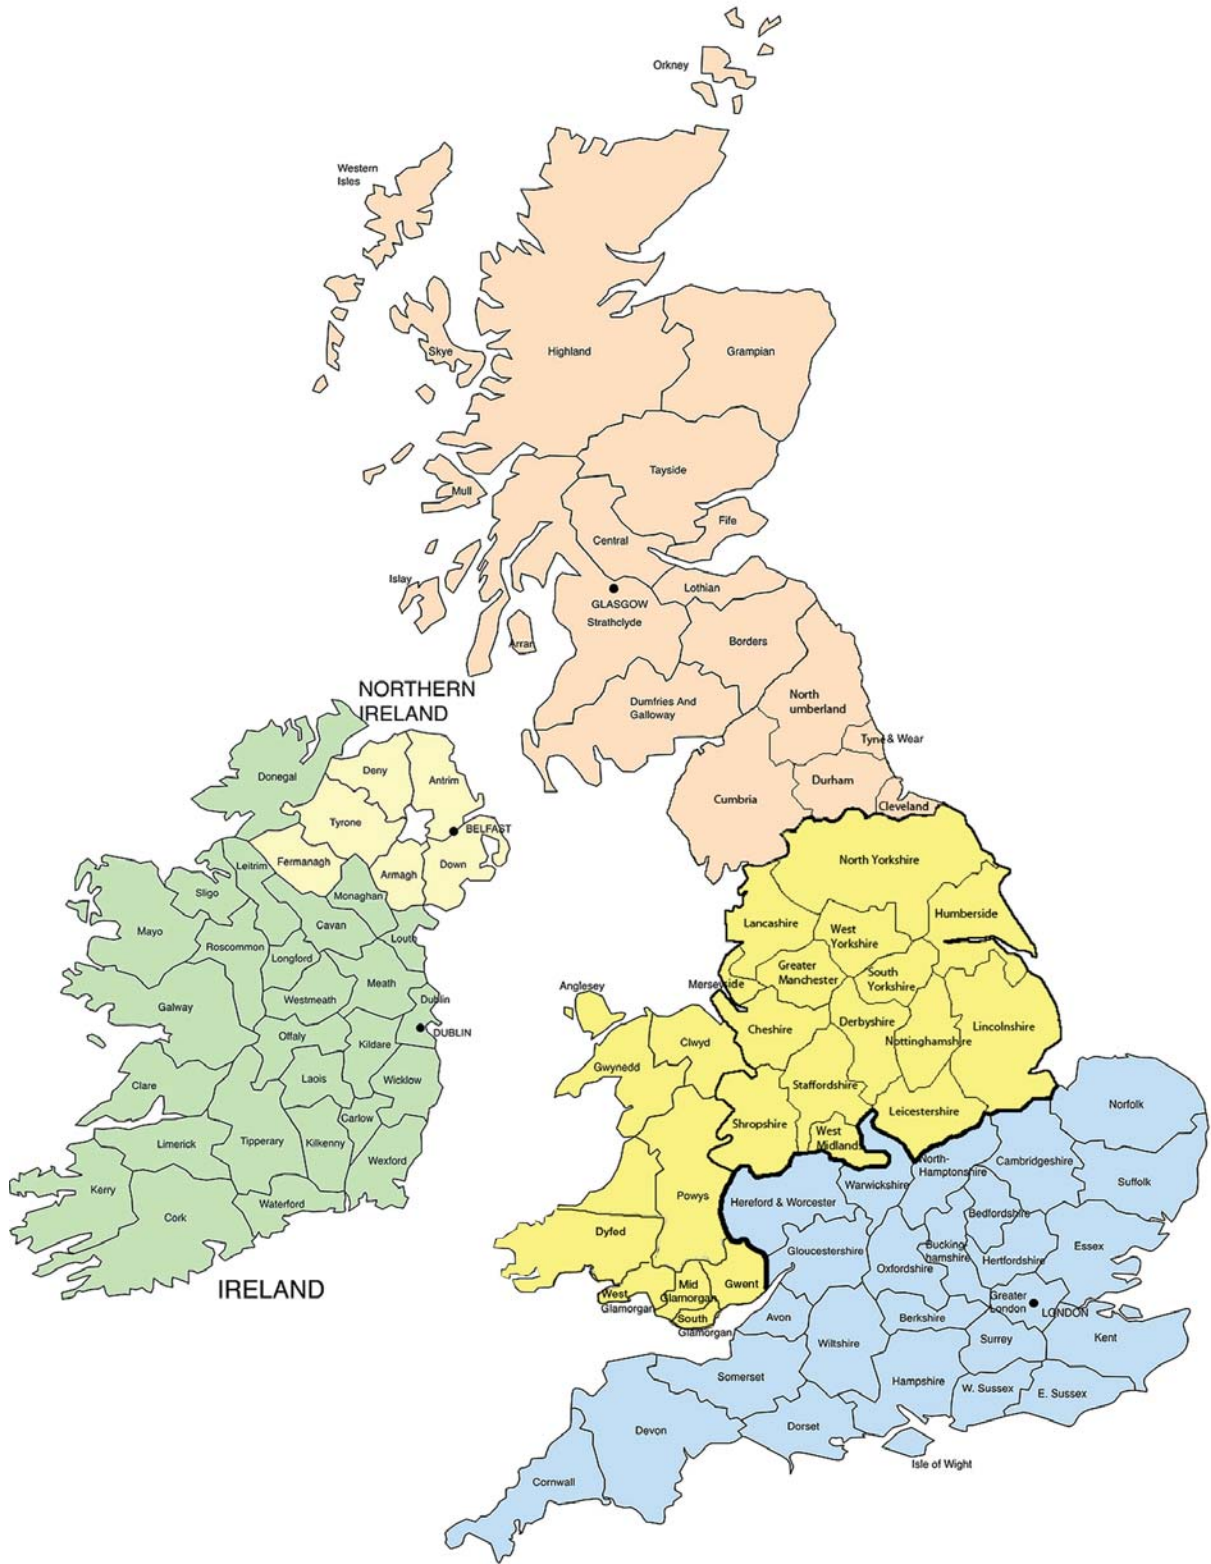 Orkney
Western
Isles
Skye
Highland
Grampian
Tayside
Mull
Fife
Central
Islay
Lothian
GLASGOW
Strathclyde
Arran
Borders
Dumfries And
Galloway
North
umberland
Tyne & Wear
Durham
Cumbria
Cleveland
NORTHERN
IRELAND
Donegal
Deny
Antrim
Tyrone
BELFAST
Fermanagh
Armagh
Down
Leitrim
Sligo
Monaghan
Mayo
Cavan
Roscommon
Louth
Longford
Meath
Westmeath
Dublin
Galway
DUBLIN
Offaly
Kildare
Laois
Wicklow
Clare
Carlow
Limerick
Tipperary
Kilkenny
Wexford
Kerry
Waterford
Cork
IRELAND
North Yorkshire
Lancashire
Humberside
West
Yorkshire
Greater
Manchester
South
Yorkshire
Merseyside
Anglesey
Cheshire
Derbyshire
Nottinghamshire
Lincolnshire
Clwyd
Gwynedd
Staffordshire
Leicestershire
Shropshire
West
Midlands
Norfolk
North-
Hamptonshire
Cambridgeshire
Suffolk
Warwickshire
Powys
Hereford & Worcester
Bedfordshire
Dyfed
Gloucestershire
Bucking
hamshire
Essex
Hertfordshire
Oxfordshire
Gwent
Mid
Glamorgan
West
Glamorgan
South
Glamorgan
Greater
London
LONDON
Avon
Berkshire
Wiltshire
Surrey
Kent
Somerset
Hampshire
W. Sussex
E. Sussex
Dorset
Devon
Isle of Wight
Cornwall